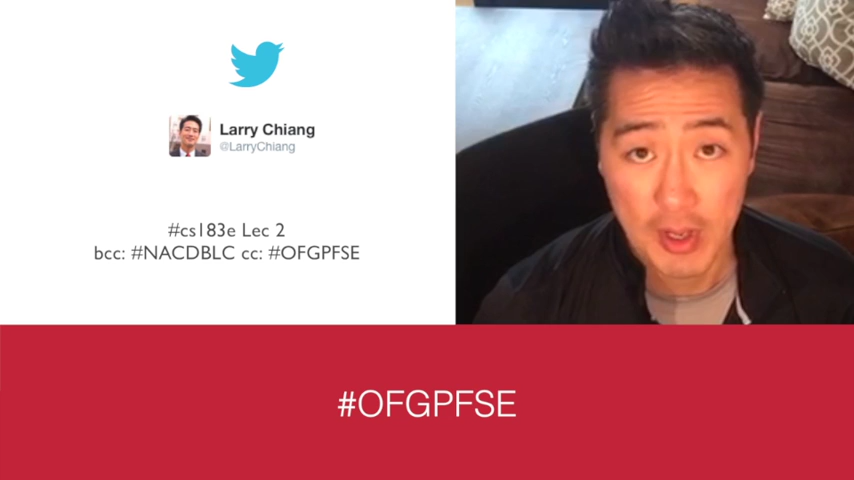 Larry Chiang
@LarryChiang
#cs183e Lec 2
bcc: #NACDBLC cc: #OFGPFSE
#OFGPFSE